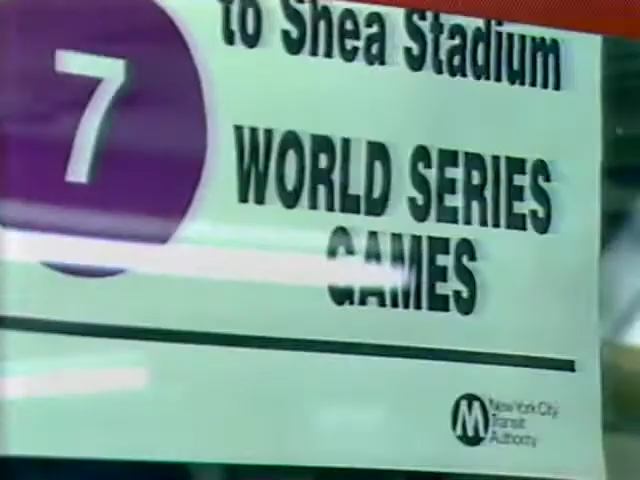 7
to Shea Stadium
WORLD SERIES
GAMES
M
New York City
Transit
Authority